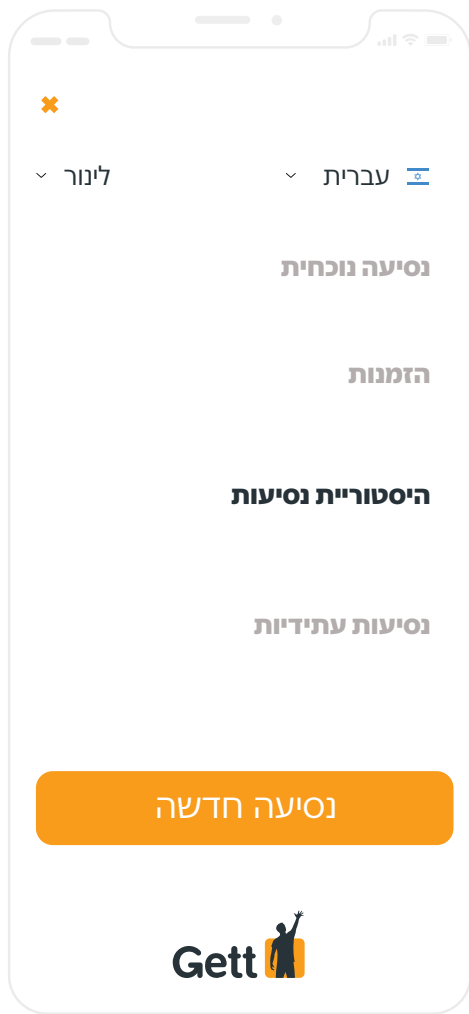 עברית
לינור
נסיעה נוכחית
הזמנות
היסטוריית נסיעות
נסיעות עתידיות
נסיעה חדשה
Gett